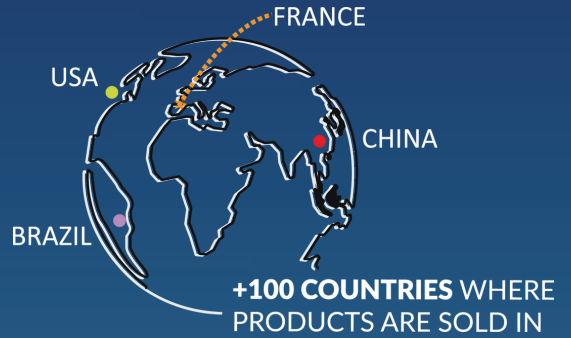 FRANCE
USA
CHINA
BRAZIL
+100 COUNTRIES WHERE
PRODUCTS ARE SOLD IN